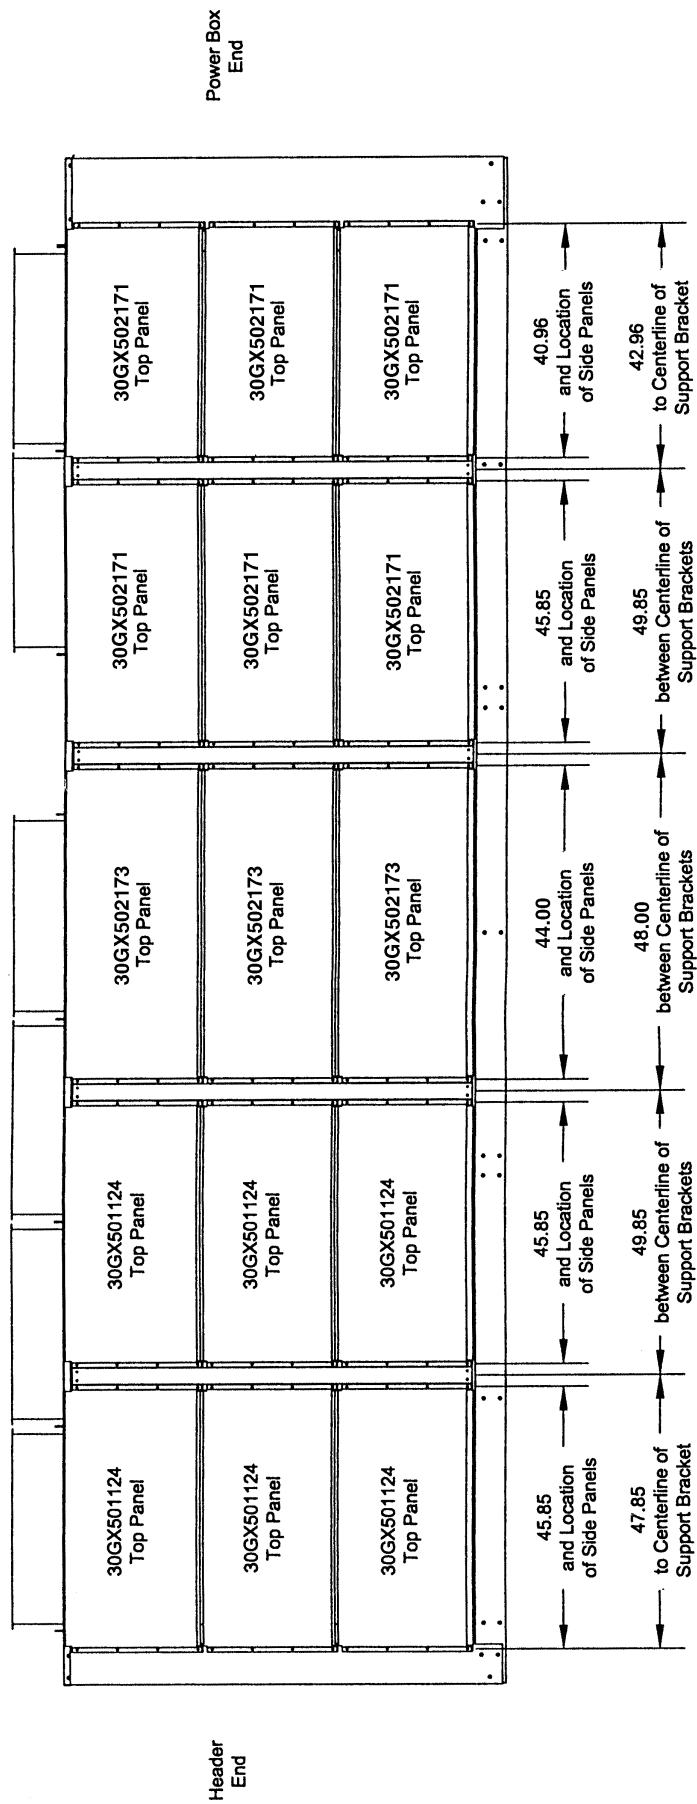 Header
End
30GX501124
Top Panel
30GX501124
Top Panel
30GX502173
Top Panel
30GX502171
Top Panel
30GX502171
Top Panel
30GX501124
Top Panel
30GX501124
Top Panel
30GX502173
Top Panel
30GX502171
Top Panel
30GX502171
Top Panel
30GX501124
Top Panel
30GX501124
Top Panel
30GX502173
Top Panel
30GX502171
Top Panel
30GX502171
Top Panel
Power Box
End
45.85
and Location
of Side Panels
45.85
and Location
of Side Panels
44.00
and Location
of Side Panels
45.85
and Location
of Side Panels
40.96
and Location
of Side Panels
47.85
to Centerline of
Support Bracket
49.85
between Centerline of
Support Brackets
48.00
between Centerline of
Support Brackets
49.85
between Centerline of
Support Brackets
42.96
to Centerline of
Support Bracket